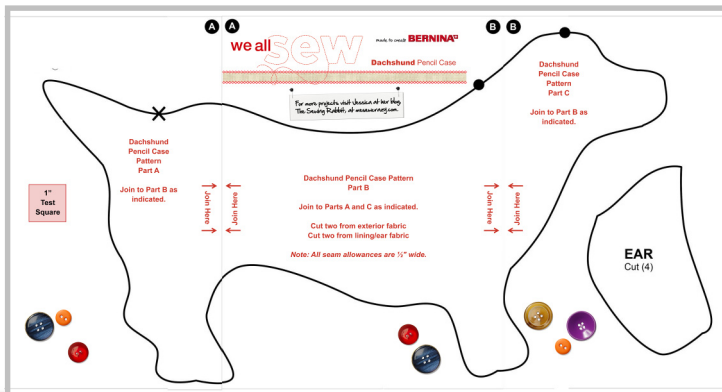 A
A
B
B
we all sew
made to create BERNINA
Dachshund Pencil Case
For more projects visit Jessica at her blog,
The Sewing Rabbit, at
Dachshund
Pencil Case
Pattern
Part A
Join to Part B as
indicated.
1"
Test
Square
Join Here
Join Here
Dachshund Pencil Case Pattern
Part B
Join to Parts A and C as indicated.
Cut two from exterior fabric
Cut two from lining/ear fabric
Note: All seam allowances are ½" wide.
Join Here
Join Here
Dachshund
Pencil Case
Pattern
Part C
Join to Part B as
indicated.
EAR
Cut (4)